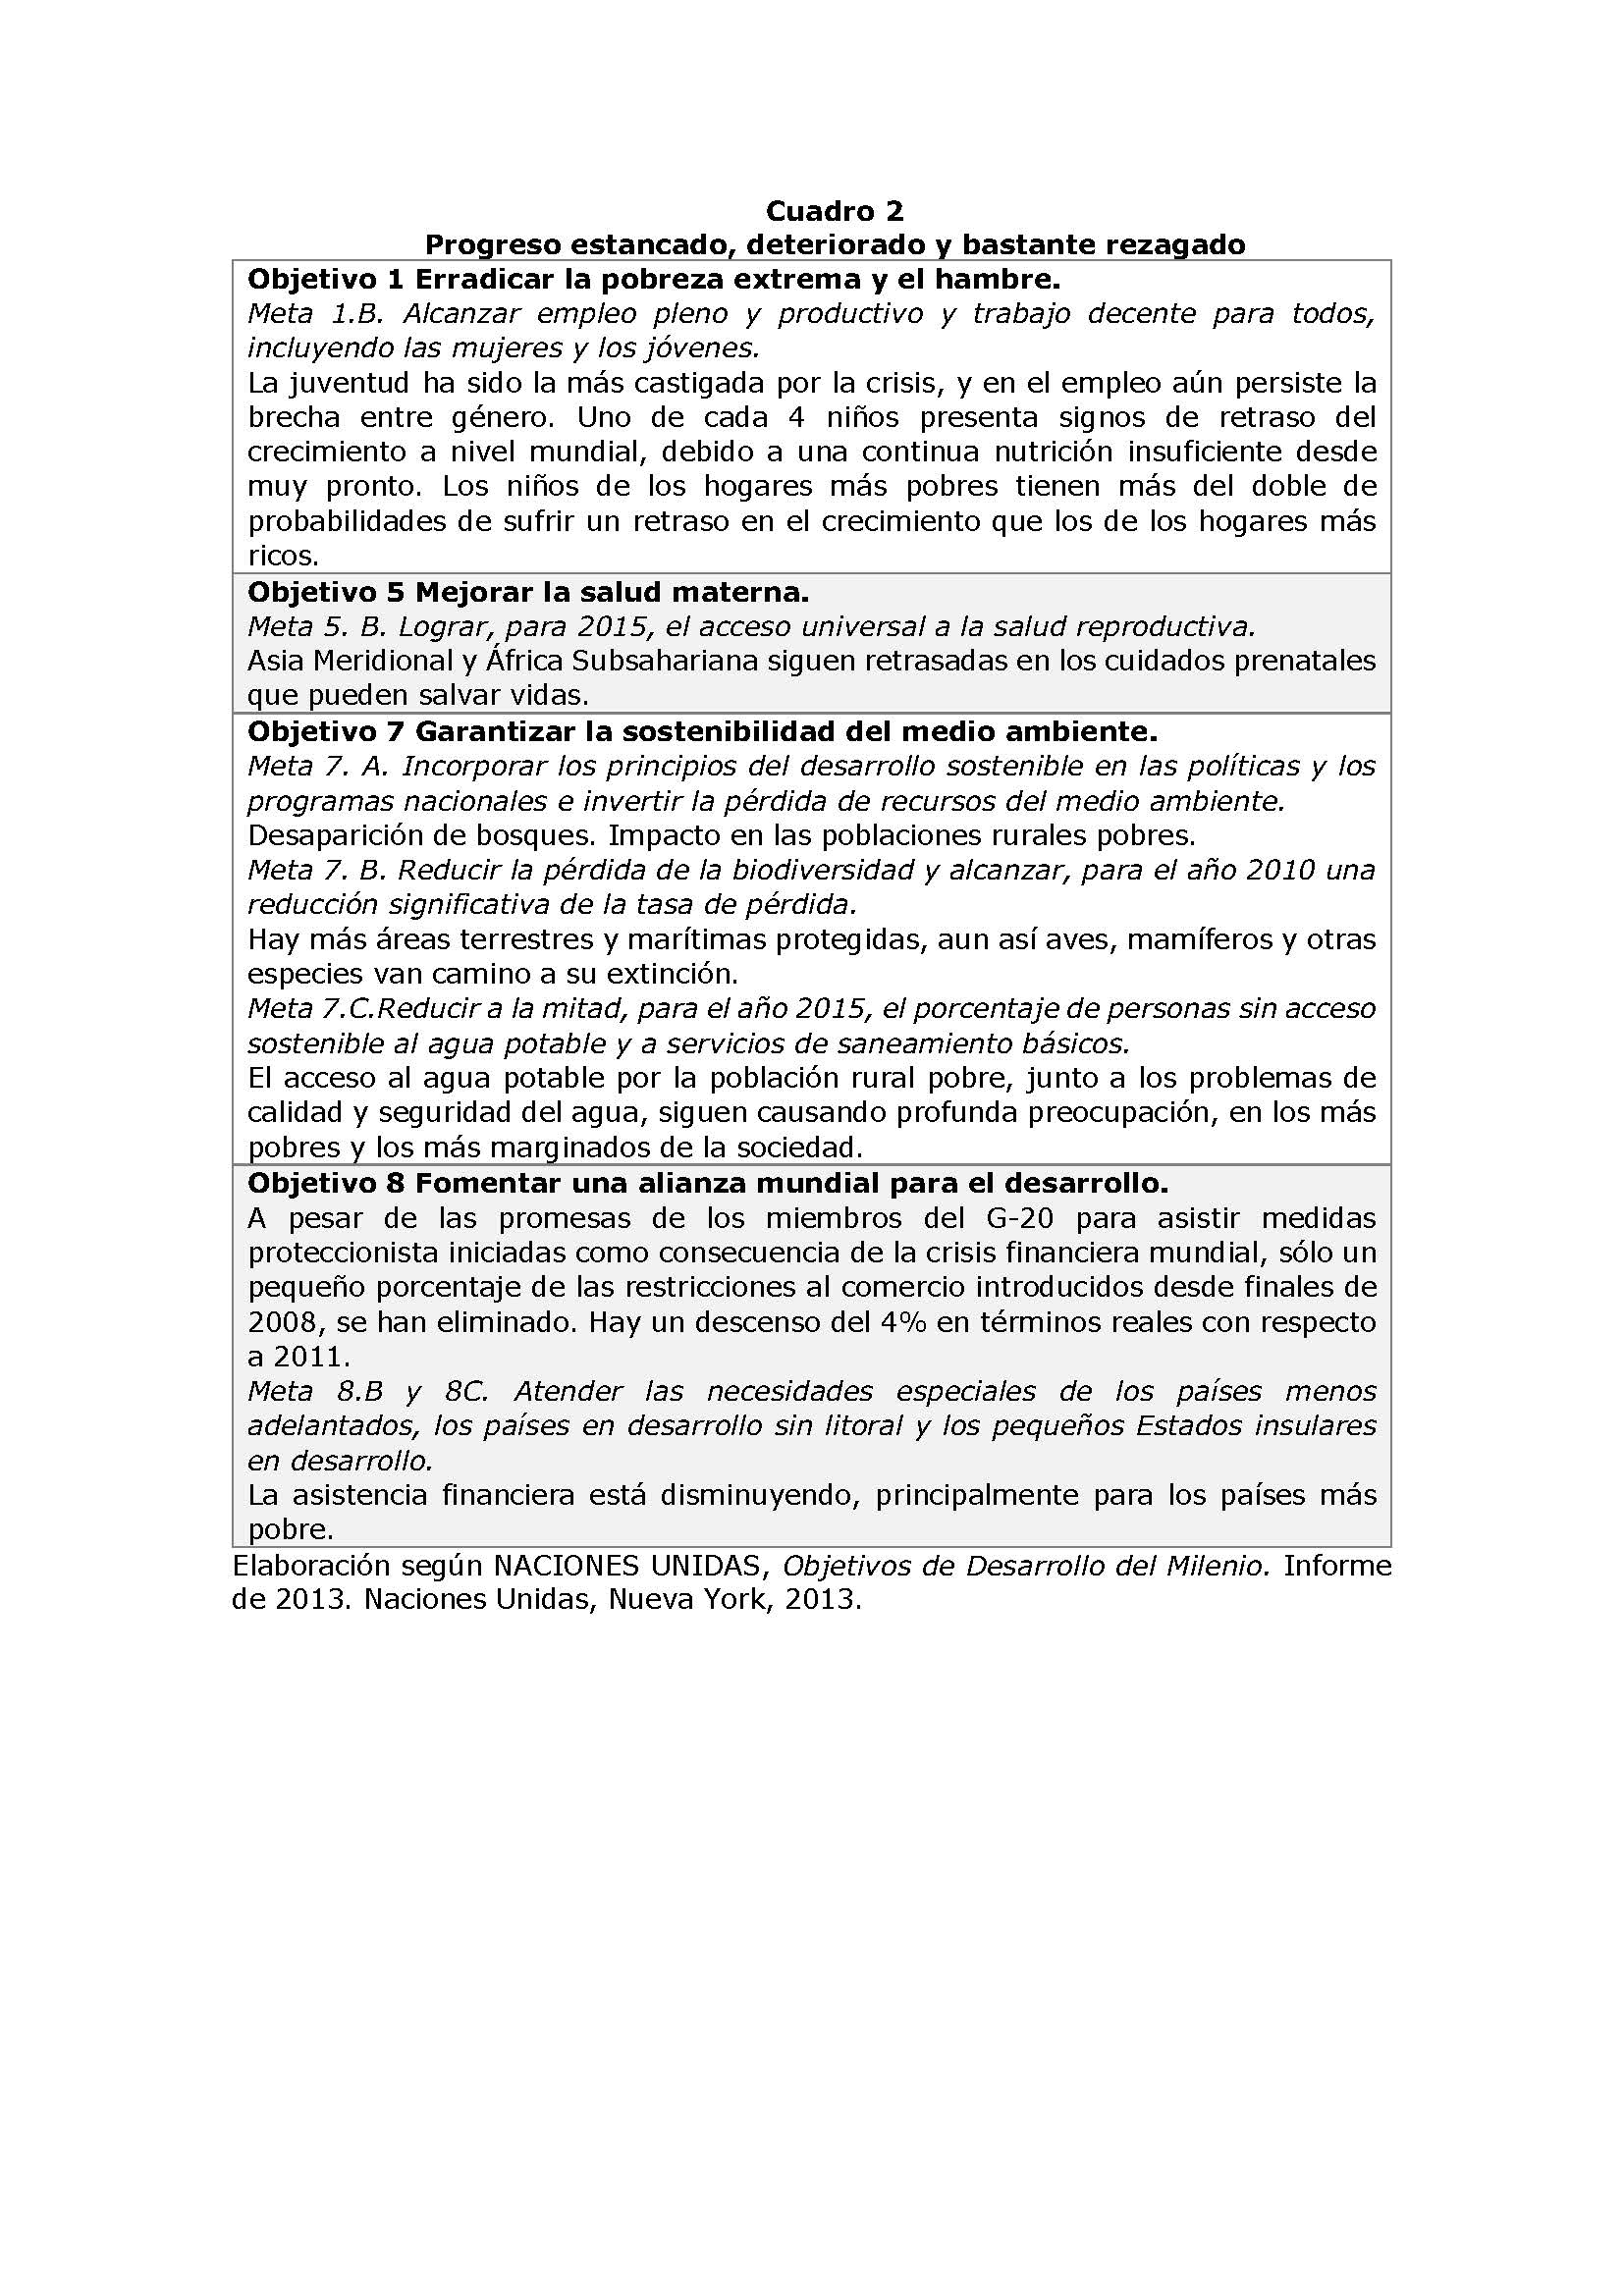 Cuadro 2
Progreso estancado, deteriorado y bastante rezagado
Objetivo 1 Erradicar la pobreza extrema y el hambre.
Meta 1.B. Alcanzar empleo pleno y productivo y trabajo decente para todos,
incluyendo las mujeres y los jóvenes.
La juventud ha sido la más castigada por la crisis, y en el empleo aún persiste la
brecha entre género. Uno de cada 4 niños presenta signos de retraso del
crecimiento a nivel mundial, debido a una continua nutrición insuficiente desde
muy pronto. Los niños de los hogares más pobres tienen más del doble de
probabilidades de sufrir un retraso en el crecimiento que los de los hogares más
ricos.
Objetivo 5 Mejorar la salud materna.
Meta 5. B. Lograr, para 2015, el acceso universal a la salud reproductiva.
Asia Meridional y África Subsahariana siguen retrasadas en los cuidados prenatales
que pueden salvar vidas.
Objetivo 7 Garantizar la sostenibilidad del medio ambiente.
Meta 7. A. Incorporar los principios del desarrollo sostenible en las políticas y los
programas nacionales e invertir la pérdida de recursos del medio ambiente.
Desaparición de bosques. Impacto en las poblaciones rurales pobres.
Meta 7. B. Reducir la pérdida de la biodiversidad y alcanzar, para el año 2010 una
reducción significativa de la tasa de pérdida.
Hay más áreas terrestres y marítimas protegidas, aun así aves, mamíferos y otras
especies van camino a su extinción.
Meta 7.C.Reducir a la mitad, para el año 2015, el porcentaje de personas sin acceso
sostenible al agua potable y a servicios de saneamiento básicos.
El acceso al agua potable por la población rural pobre, junto a los problemas de
calidad y seguridad del agua, siguen causando profunda preocupación, en los más
pobres y los más marginados de la sociedad.
Objetivo 8 Fomentar una alianza mundial para el desarrollo.
A pesar de las promesas de los miembros del G-20 para asistir medidas
proteccionista iniciadas como consecuencia de la crisis financiera mundial, sólo un
pequeño porcentaje de las restricciones al comercio introducidos desde finales de
2008, se han eliminado. Hay un descenso del 4% en términos reales con respecto
a 2011.
Meta 8.B y 8C. Atender las necesidades especiales de los países menos
adelantados, los países en desarrollo sin litoral y los pequeños Estados insulares
en desarrollo.
La asistencia financiera está disminuyendo, principalmente para los países más
pobre.
Elaboración según NACIONES UNIDAS, Objetivos de Desarrollo del Milenio. Informe
de 2013. Naciones Unidas, Nueva York, 2013.